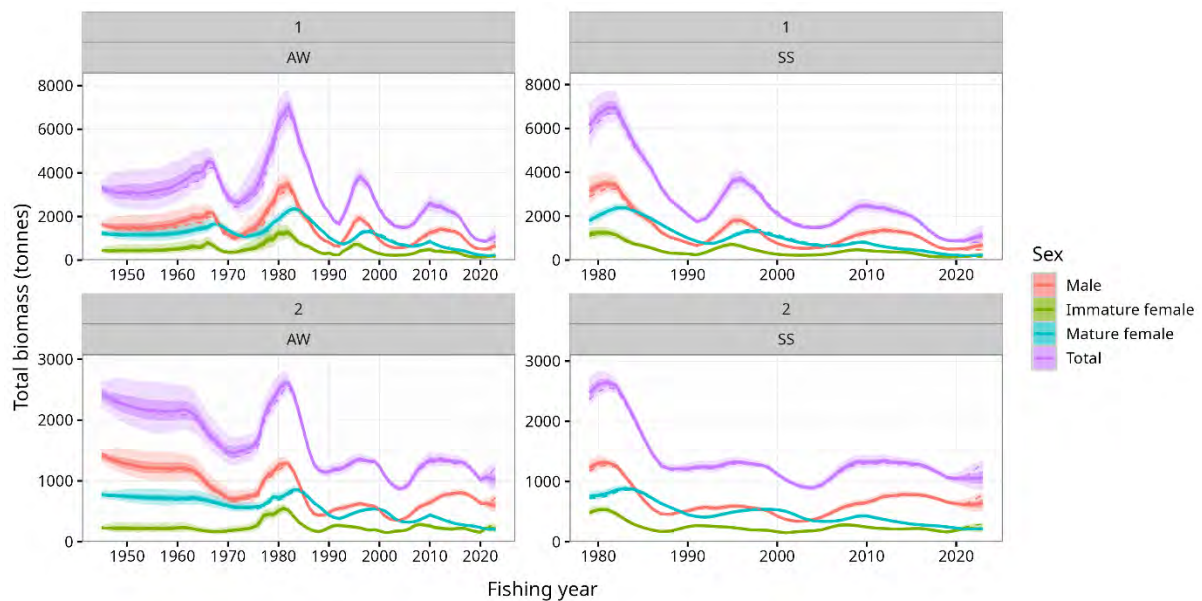 1
AW
1
SS
8000
6000
4000
2000
0
1950 1960 1970 1980 1990 2000 2010 2020
8000
6000
4000
2000
0
1980 1990 2000 2010 2020
2
AW
2
SS
3000
2000
1000
0
1950 1960 1970 1980 1990 2000 2010 2020
3000
2000
1000
0
1980 1990 2000 2010 2020
Total biomass (tonnes)
Fishing year
Sex
Male
Immature female
Mature female
Total